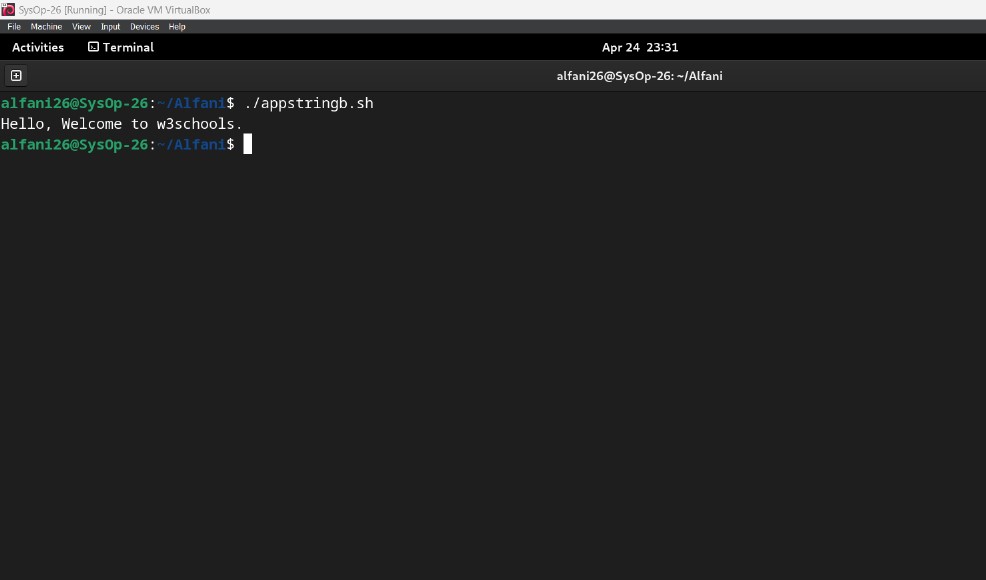 SysOp-26 [Running] - Oracle VM VirtualBox
File Machine View Input Devices Help
Activities Terminal Apr 24 23:31
alfani26@SysOp-26: ~/Alfani
alfani26@SysOp-26:~/Alfani$ ./appstringb.sh
Hello, Welcome to w3schools.
alfani26@SysOp-26:~/Alfani$